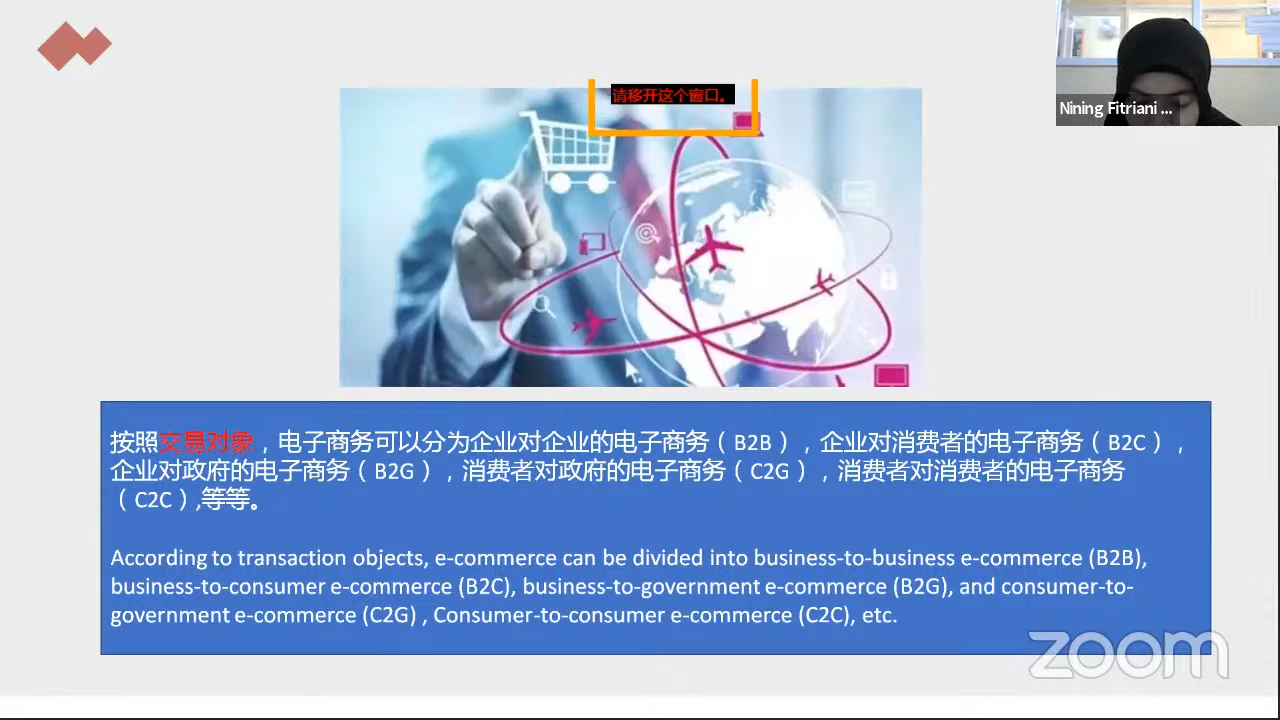 请移开这个窗口。
Nining Fitriani ...
按照交易对象，电子商务可以分为企业对企业的电子商务（B2B），企业对消费者的电子商务（B2C），
企业对政府的电子商务（B2G），消费者对政府的电子商务（C2G），消费者对消费者的电子商务
（C2C）,等等。
According to transaction objects, e-commerce can be divided into business-to-business e-commerce (B2B),
business-to-consumer e-commerce (B2C), business-to-government e-commerce (B2G), and consumer-to-
government e-commerce (C2G) , Consumer-to-consumer e-commerce (C2C), etc.
zoom